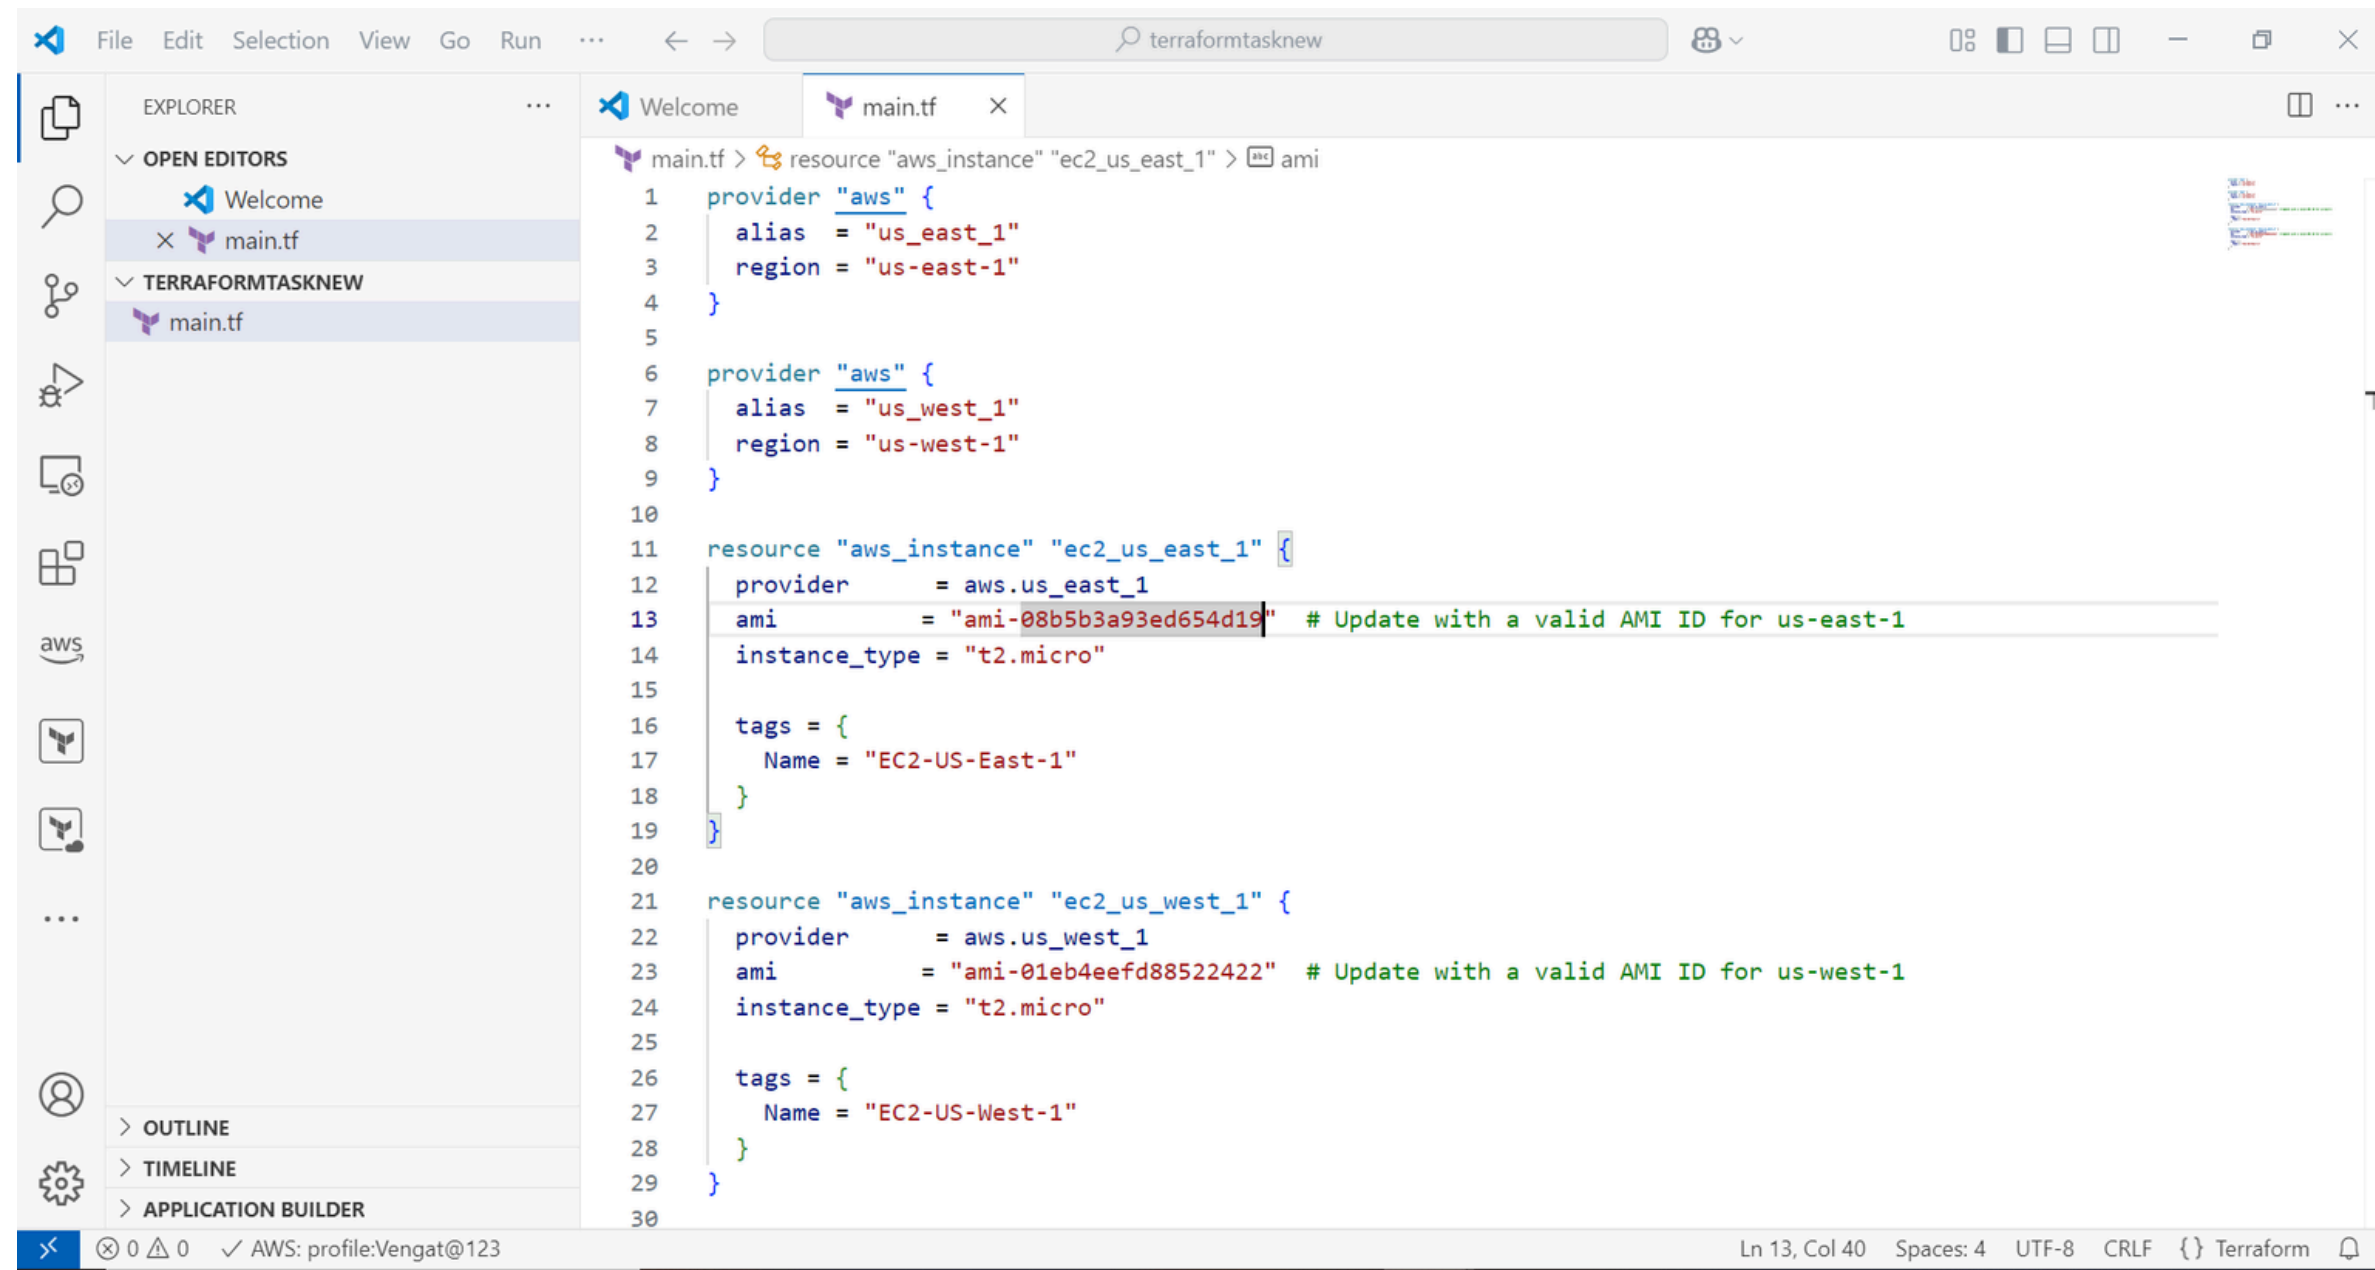 File Edit Selection View Go Run ··· terraformtasknew
EXPLORER ···
OPEN EDITORS
Welcome
main.tf
TERRAFORMTASKNEW
main.tf
aws
OUTLINE
TIMELINE
APPLICATION BUILDER
Welcome main.tf
main.tf > resource "aws_instance" "ec2_us_east_1" > abc ami
1 provider "aws" {
2   alias  = "us_east_1"
3   region = "us-east-1"
4 }
5
6 provider "aws" {
7   alias  = "us_west_1"
8   region = "us-west-1"
9 }
10
11 resource "aws_instance" "ec2_us_east_1" {
12   provider      = aws.us_east_1
13   ami          = "ami-08b5b3a93ed654d19"  # Update with a valid AMI ID for us-east-1
14   instance_type = "t2.micro"
15
16   tags = {
17     Name = "EC2-US-East-1"
18   }
19 }
20
21 resource "aws_instance" "ec2_us_west_1" {
22   provider      = aws.us_west_1
23   ami          = "ami-01eb4eefd88522422"  # Update with a valid AMI ID for us-west-1
24   instance_type = "t2.micro"
25
26   tags = {
27     Name = "EC2-US-West-1"
28   }
29 }
30
0 0 AWS: profile:Vengat@123 Ln 13, Col 40 Spaces: 4 UTF-8 CRLF {} Terraform